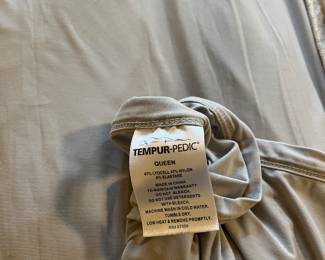 TEMPUR-PEDIC®
QUEEN
47% LYOCELL 47% NYLON
6% ELASTANE
MADE IN CHINA
TO MAINTAIN WARRANTY
DO NOT BLEACH.
DO NOT USE DETERGENTS
WITH BLEACH.
MACHINE WASH IN COLD WATER.
TUMBLE DRY.
LOW HEAT & REMOVE PROMPTLY.